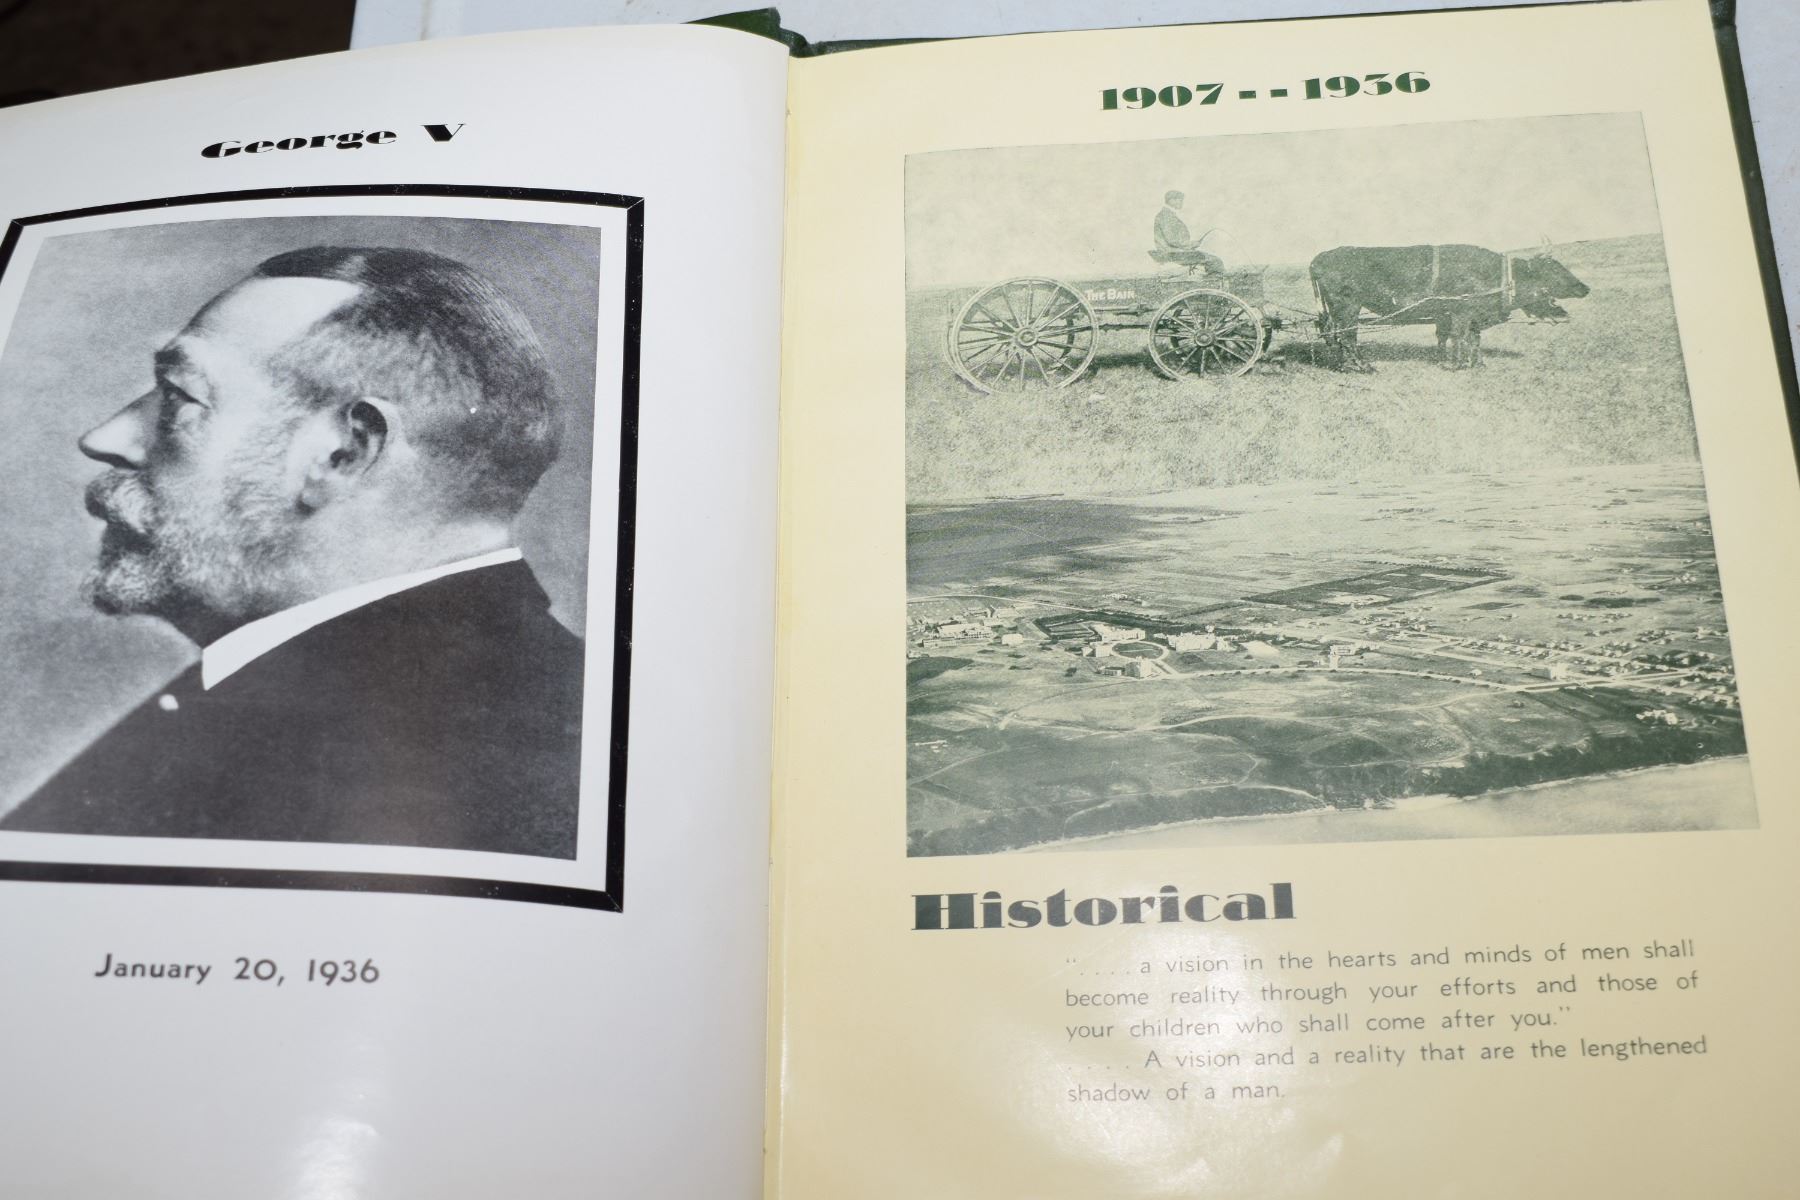 George V
January 20, 1936
1907 - - 1936
THE BAIN
Historical
". . . . a vision in the hearts and minds of men shall
become reality through your efforts and those of
your children who shall come after you."
. . . . A vision and a reality that are the lengthened
shadow of a man.